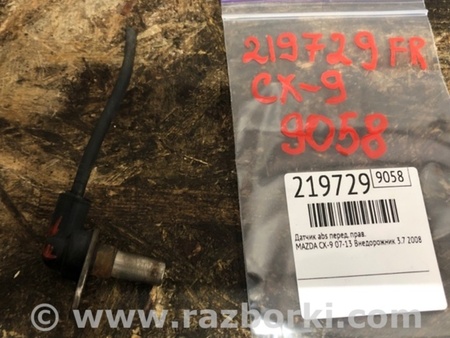 219729 FR
CX-9
9058
219729 9058
Датчик abs перед. прав.
MAZDA CX-9 07-13 Внедорожник 3.7 2008
© www.razborki.com